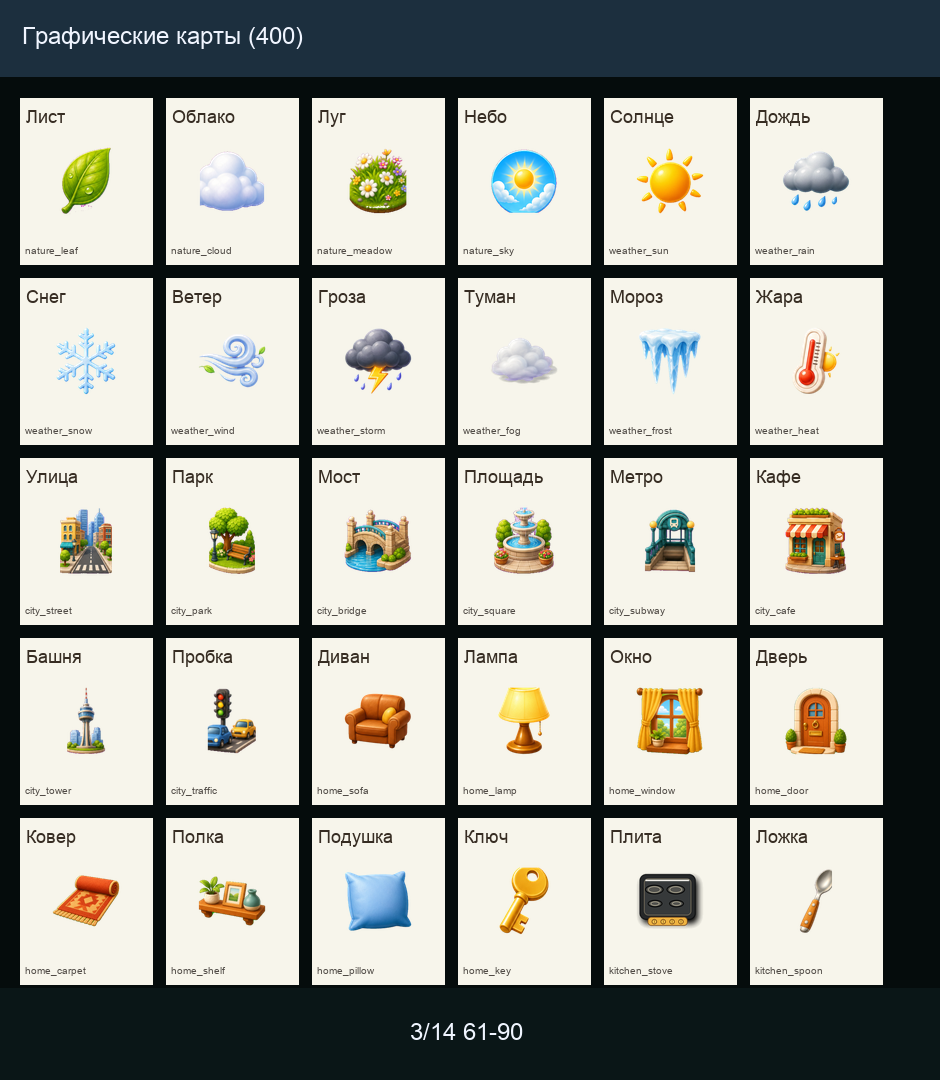 Графические карты (400)
Лист
Облако
Луг
Небо
Солнце
Дождь
nature_leaf
nature_cloud
nature_meadow
nature_sky
weather_sun
weather_rain
Снег
Ветер
Гроза
Туман
Мороз
Жара
weather_snow
weather_wind
weather_storm
weather_fog
weather_frost
weather_heat
Улица
Парк
Мост
Площадь
Метро
Кафе
city_street
city_park
city_bridge
city_square
city_subway
city_cafe
Башня
Пробка
Диван
Лампа
Окно
Дверь
city_tower
city_traffic
home_sofa
home_lamp
home_window
home_door
Ковер
Полка
Подушка
Ключ
Плита
Ложка
home_carpet
home_shelf
home_pillow
home_key
kitchen_stove
kitchen_spoon
3/14 61-90